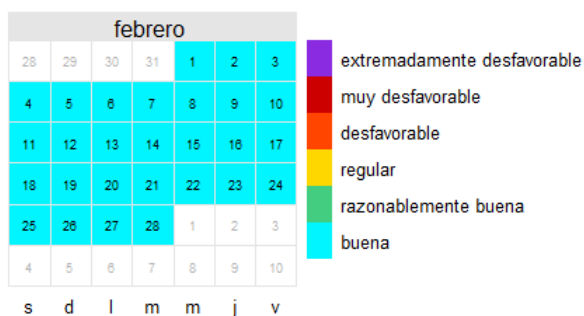 febrero
28 29 30 31 1 2 3
4 5 6 7 8 9 10
11 12 13 14 15 16 17
18 19 20 21 22 23 24
25 26 27 28 1 2 3
4 5 6 7 8 9 10
s d l m m j v
extremadamente desfavorable
muy desfavorable
desfavorable
regular
razonablemente buena
buena